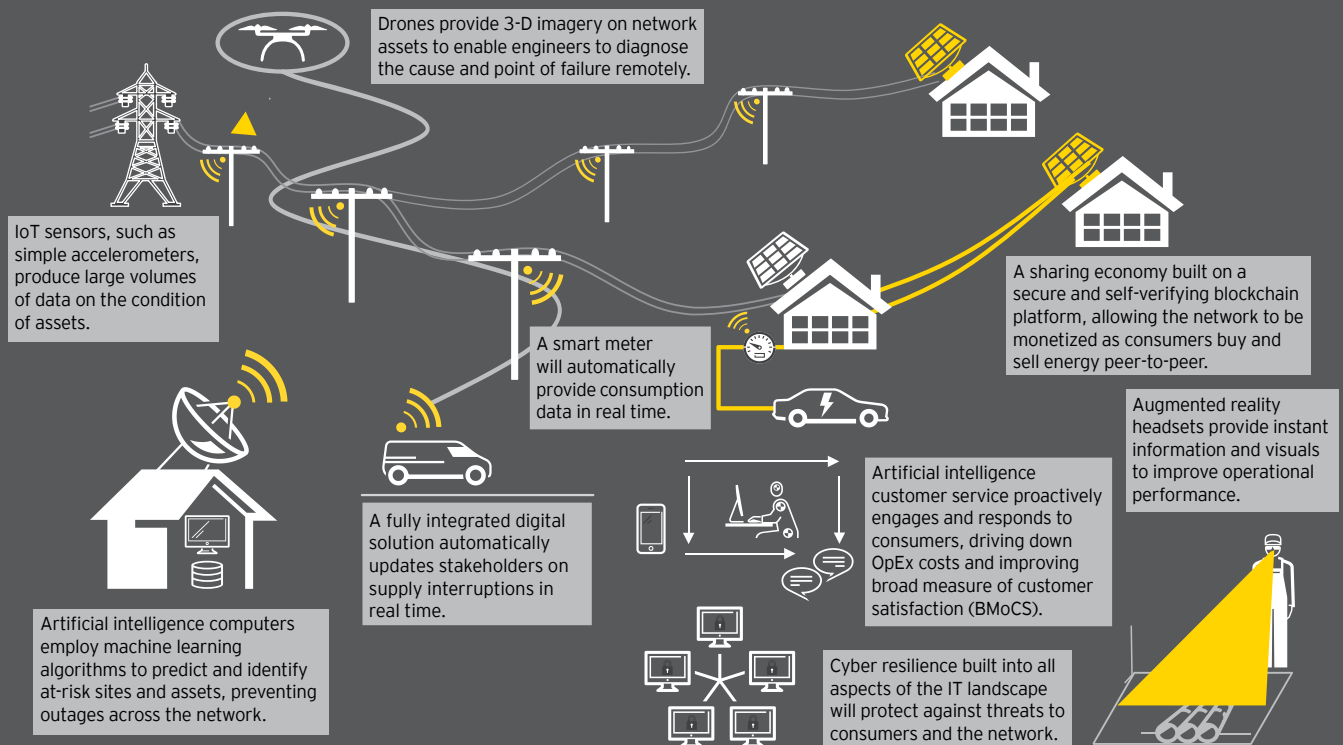 Drones provide 3-D imagery on network
assets to enable engineers to diagnose
the cause and point of failure remotely.
IoT sensors, such as
simple accelerometers,
produce large volumes
of data on the condition
of assets.
A sharing economy built on a
secure and self-verifying blockchain
platform, allowing the network to be
monetized as consumers buy and
sell energy peer-to-peer.
A smart meter
will automatically
provide consumption
data in real time.
Augmented reality
headsets provide instant
information and visuals
to improve operational
performance.
Artificial intelligence
customer service proactively
engages and responds to
consumers, driving down
OpEx costs and improving
broad measure of customer
satisfaction (BMoCS).
A fully integrated digital
solution automatically
updates stakeholders on
supply interruptions in
real time.
Artificial intelligence computers
employ machine learning
algorithms to predict and identify
at-risk sites and assets, preventing
outages across the network.
Cyber resilience built into all
aspects of the IT landscape
will protect against threats to
consumers and the network.